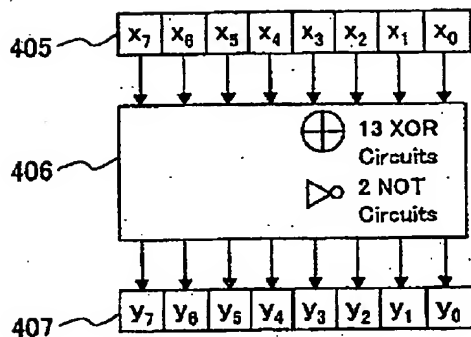 405 x₇ x₆ x₅ x₄ x₃ x₂ x₁ x₀
406
13 XOR
Circuits
2 NOT
Circuits
407 y₇ y₆ y₅ y₄ y₃ y₂ y₁ y₀